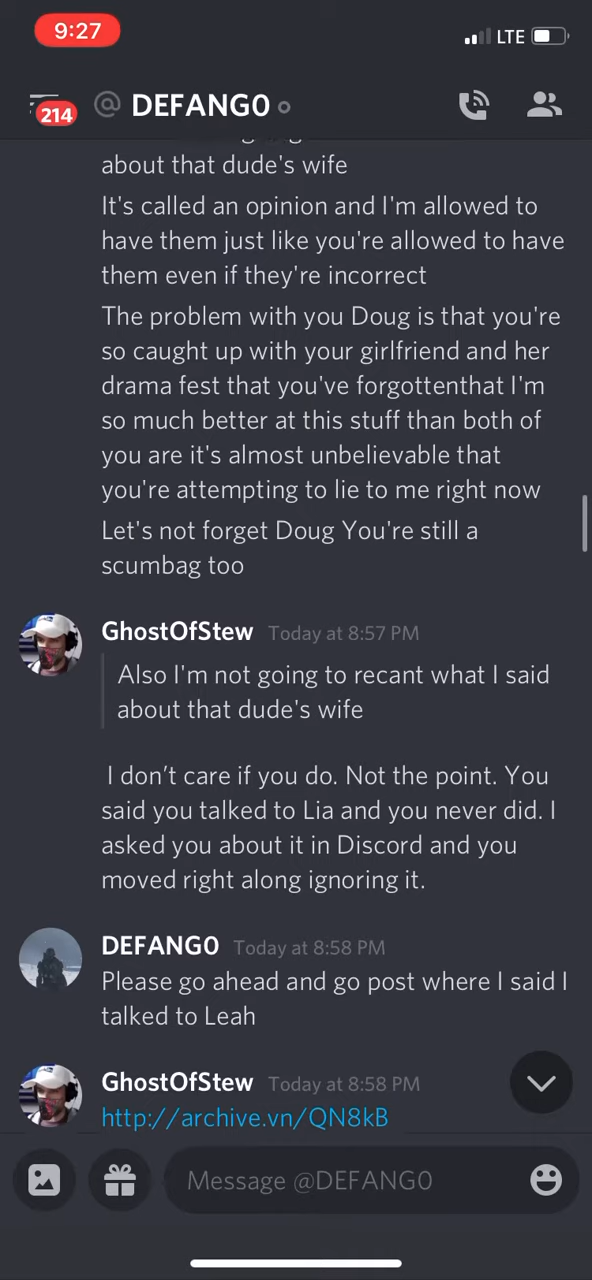 9:27
LTE
214
@ DEFANG0
about that dude's wife
It's called an opinion and I'm allowed to
have them just like you're allowed to have
them even if they're incorrect
The problem with you Doug is that you're
so caught up with your girlfriend and her
drama fest that you've forgottenthat I'm
so much better at this stuff than both of
you are it's almost unbelievable that
you're attempting to lie to me right now
Let's not forget Doug You're still a
scumbag too
GhostOfStew Today at 8:57 PM
Also I'm not going to recant what I said
about that dude's wife
I don’t care if you do. Not the point. You
said you talked to Lia and you never did. I
asked you about it in Discord and you
moved right along ignoring it.
DEFANG0 Today at 8:58 PM
Please go ahead and go post where I said I
talked to Leah
GhostOfStew Today at 8:58 PM
http://archive.vn/QN8kB
Message @DEFANG0